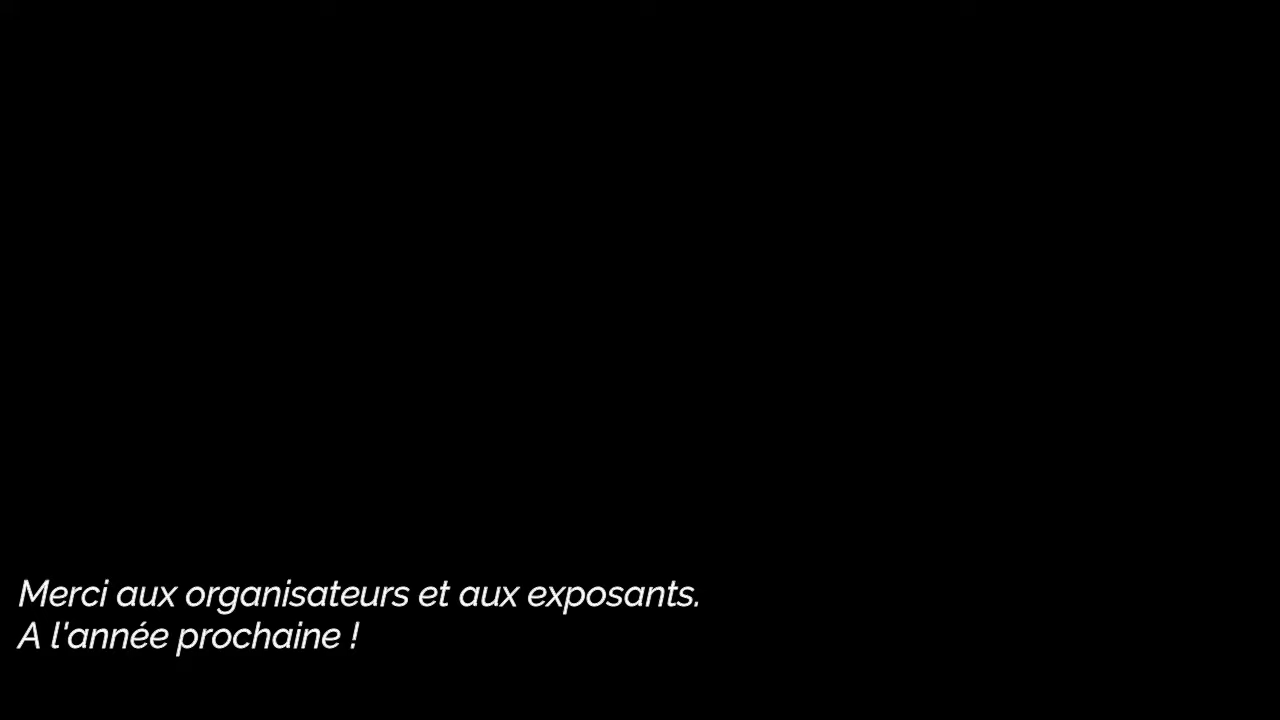 Merci aux organisateurs et aux exposants.
A l'année prochaine !